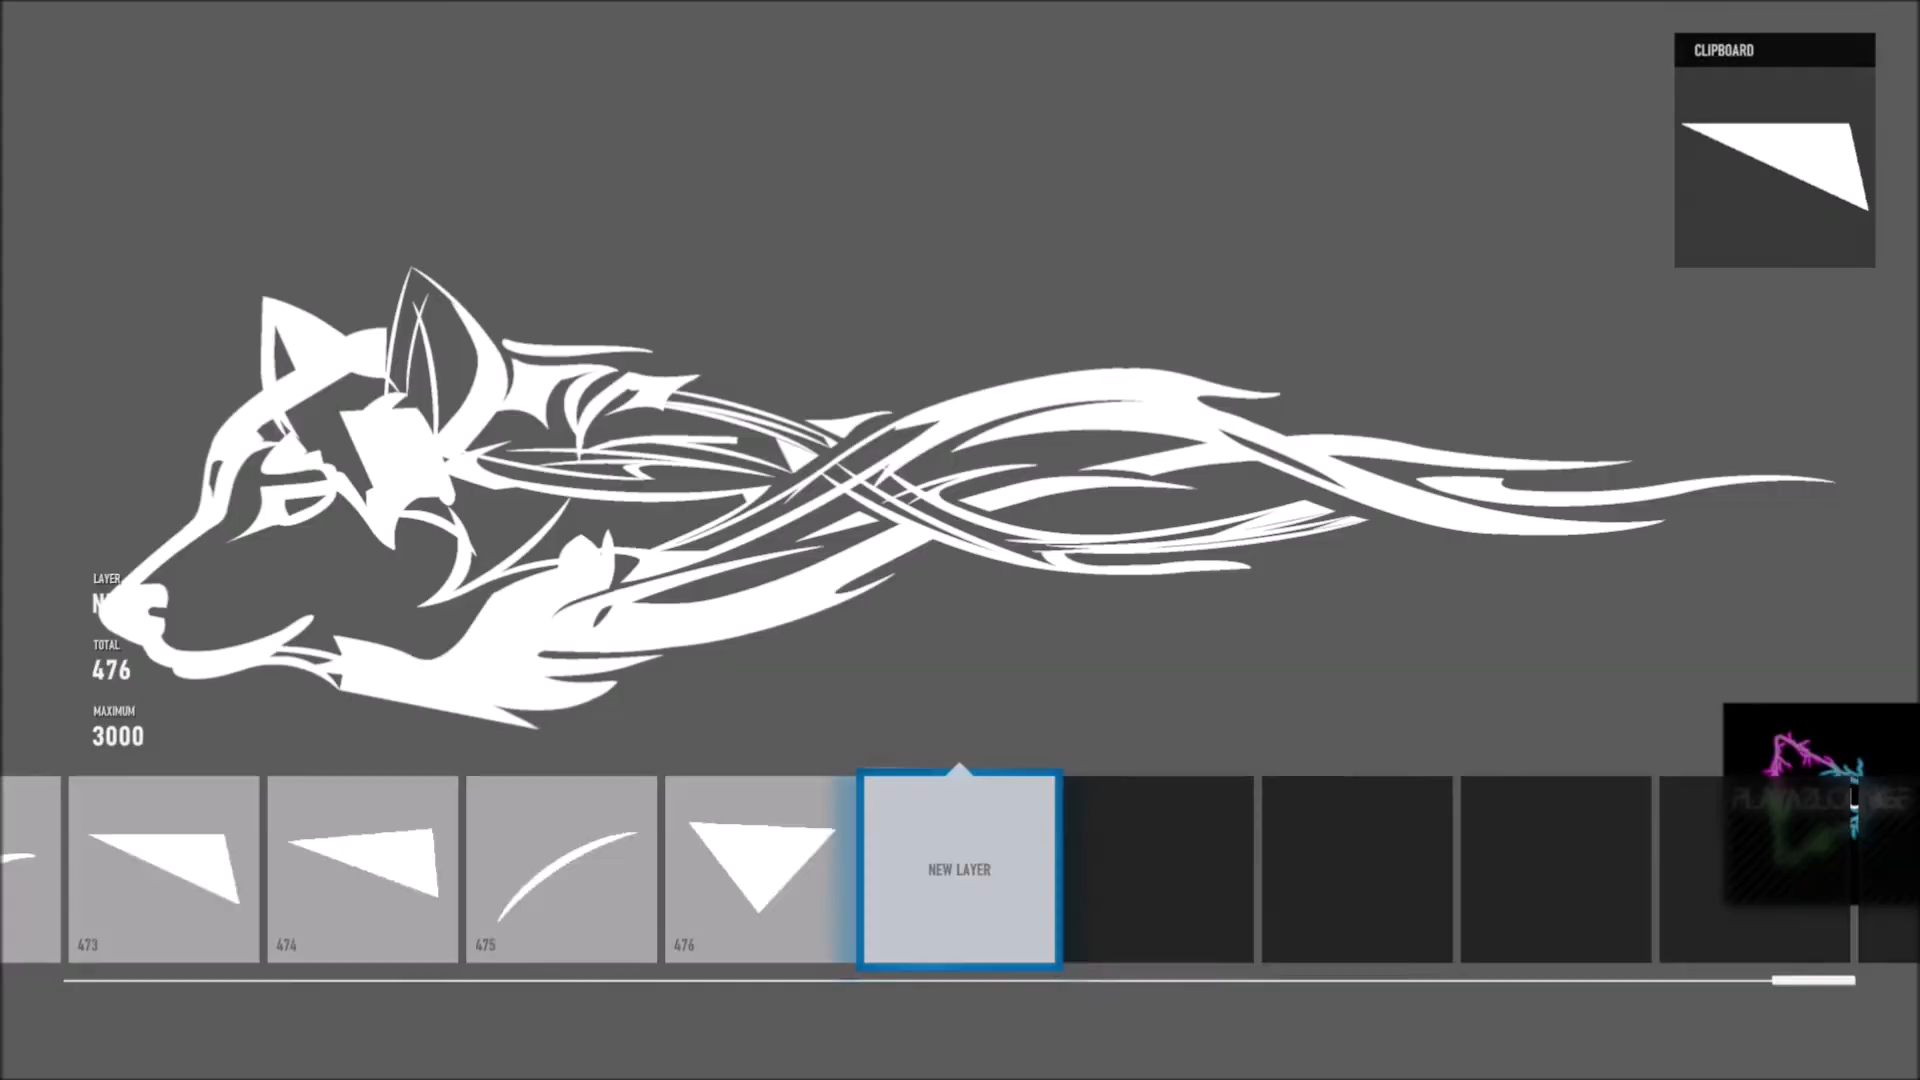 CLIPBOARD
LAYER
TOTAL
476
MAXIMUM
3000
473
474
475
476
NEW LAYER